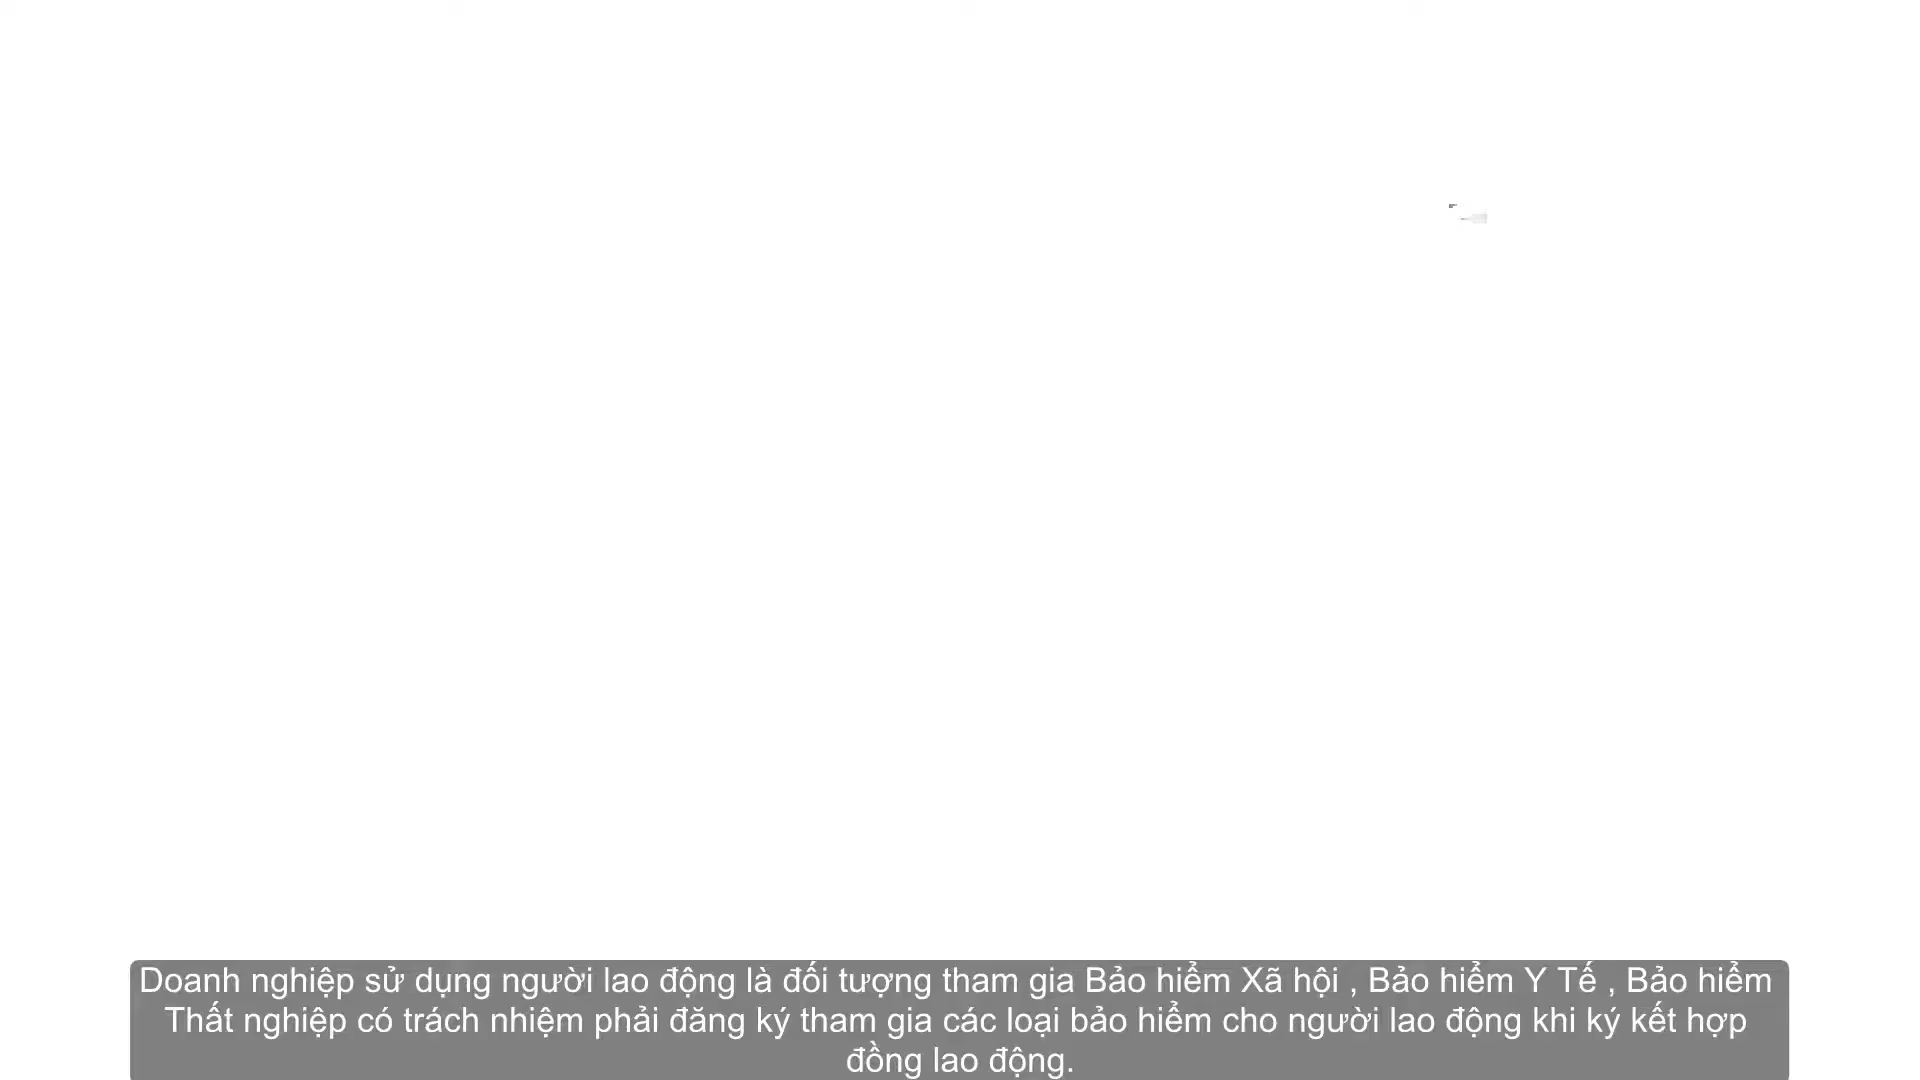 Doanh nghiệp sử dụng người lao động là đối tượng tham gia Bảo hiểm Xã hội , Bảo hiểm Y Tế , Bảo hiểm
Thất nghiệp có trách nhiệm phải đăng ký tham gia các loại bảo hiểm cho người lao động khi ký kết hợp
đồng lao động.